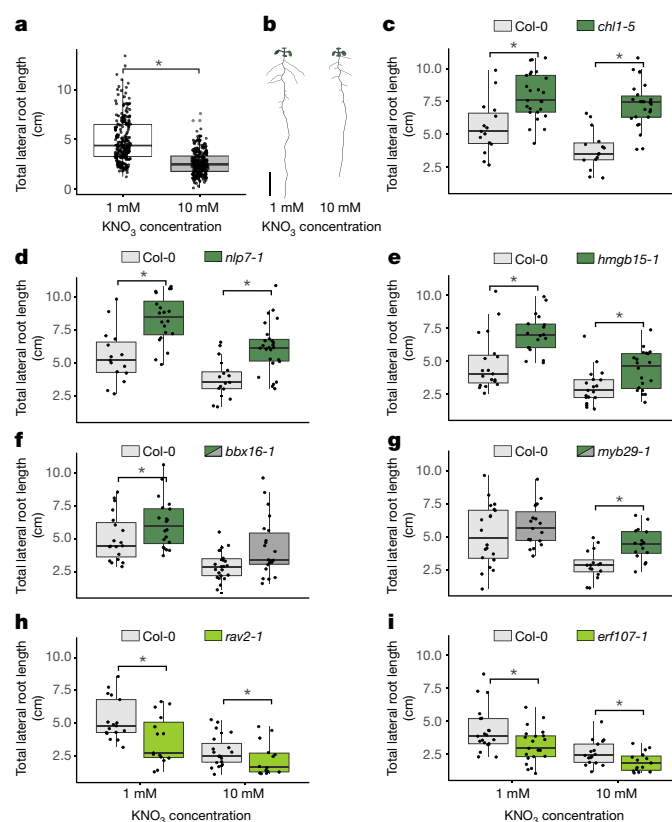 a
Total lateral root length
(cm)
10
5
0
*
1 mM
10 mM
KNO3 concentration
b
1 mM
10 mM
KNO3 concentration
c
Col-0
chl1-5
Total lateral root length
(cm)
10.0
7.5
5.0
2.5
*
*
d
Col-0
nlp7-1
Total lateral root length
(cm)
10.0
7.5
5.0
2.5
*
*
e
Col-0
hmgb15-1
Total lateral root length
(cm)
10.0
7.5
5.0
2.5
*
*
f
Col-0
bbx16-1
Total lateral root length
(cm)
10.0
7.5
5.0
2.5
*
g
Col-0
myb29-1
Total lateral root length
(cm)
10.0
7.5
5.0
2.5
*
h
Col-0
rav2-1
Total lateral root length
(cm)
10.0
7.5
5.0
2.5
*
*
1 mM
10 mM
KNO3 concentration
i
Col-0
erf107-1
Total lateral root length
(cm)
10.0
7.5
5.0
2.5
*
*
1 mM
10 mM
KNO3 concentration